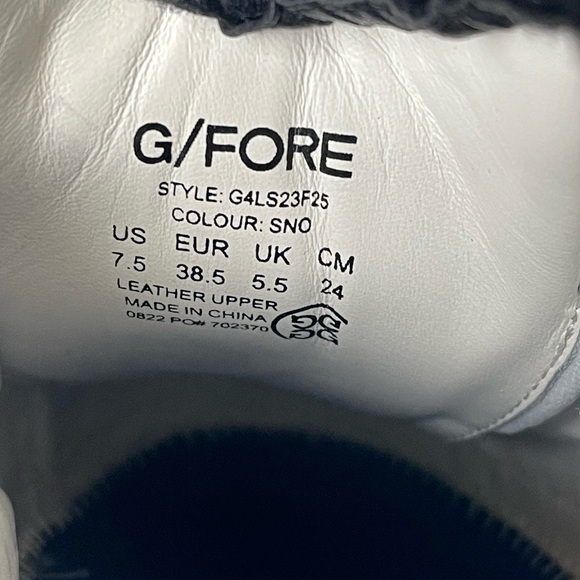 G/FORE
STYLE: G4LS23F25
COLOUR: SNO
US EUR UK CM
7.5 38.5 5.5 24
LEATHER UPPER
MADE IN CHINA
0822 PO# 702370